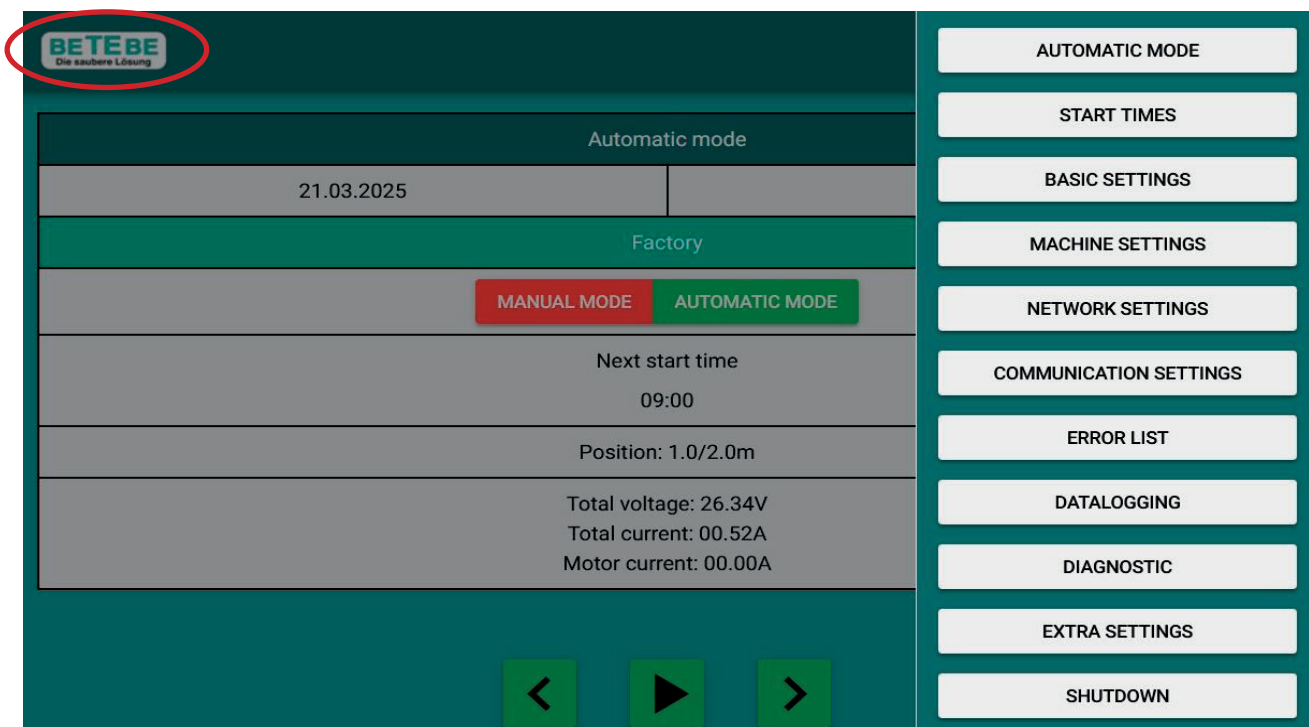 BETEBE
Die saubere Lösung
Automatic mode
21.03.2025
Factory
MANUAL MODE
AUTOMATIC MODE
Next start time
09:00
Position: 1.0/2.0m
Total voltage: 26.34V
Total current: 00.52A
Motor current: 00.00A
AUTOMATIC MODE
START TIMES
BASIC SETTINGS
MACHINE SETTINGS
NETWORK SETTINGS
COMMUNICATION SETTINGS
ERROR LIST
DATALOGGING
DIAGNOSTIC
EXTRA SETTINGS
SHUTDOWN